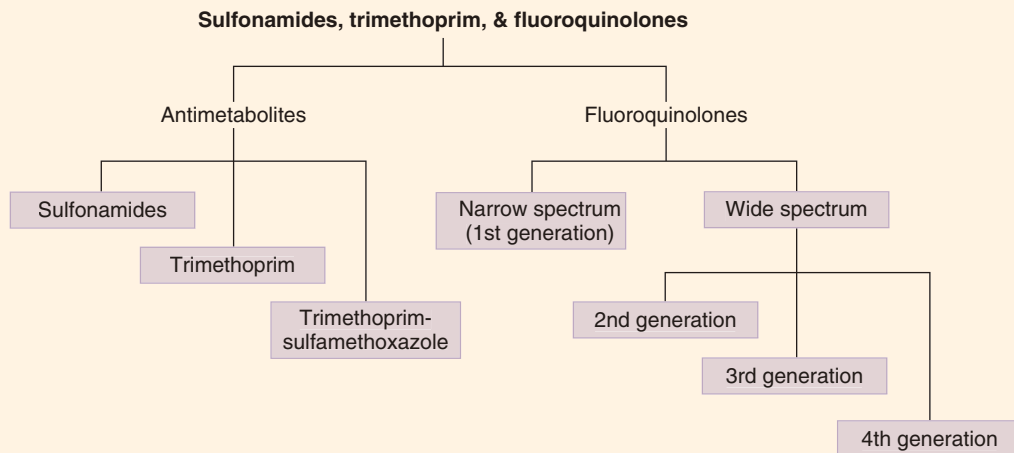 Sulfonamides, trimethoprim, & fluoroquinolones
Antimetabolites
Fluoroquinolones
Sulfonamides
Trimethoprim
Trimethoprim-
sulfamethoxazole
Narrow spectrum
(1st generation)
Wide spectrum
2nd generation
3rd generation
4th generation